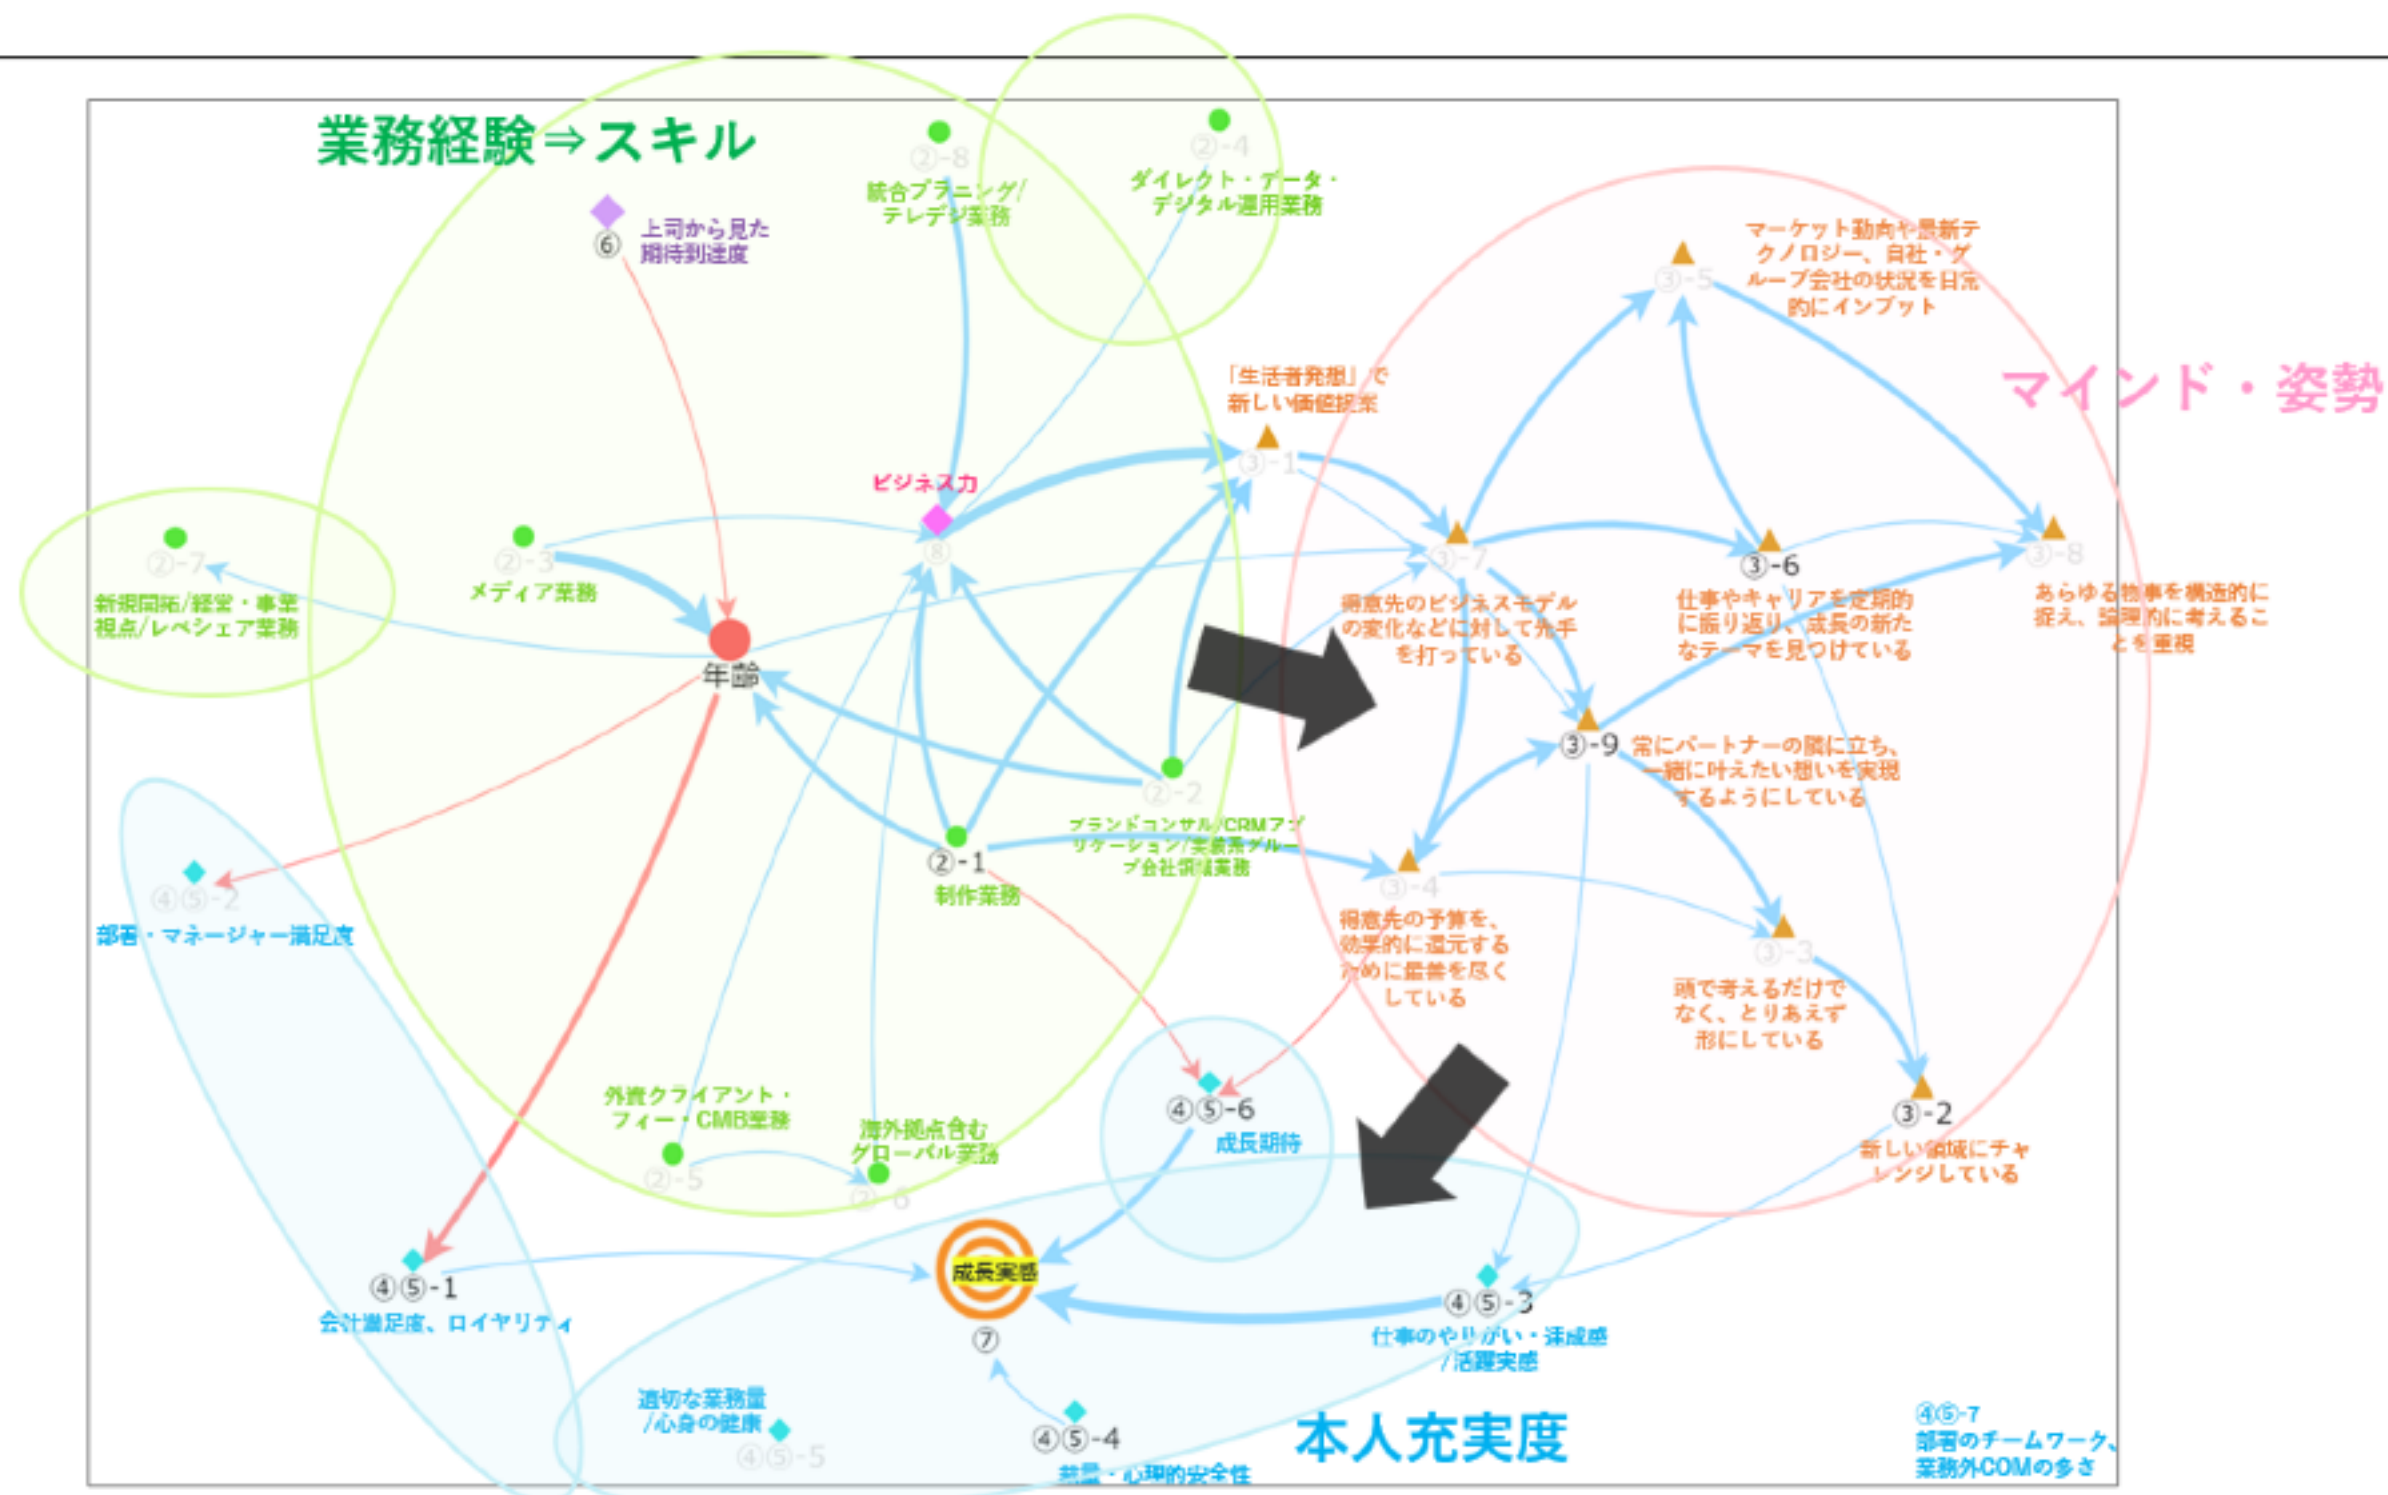 業務経験⇒スキル
⑥
上司から見た
期待到達度
②-8
統合プラニング/
テレデジ業務
②-4
ダイレクト・データ・
デジタル運用業務
③-5
マーケット動向や最新テ
クノロジー、自社・グ
ループ会社の状況を日常
的にインプット
マインド・姿勢
「生活者発想」で
新しい価値提案
③-1
ビジネス力
⑧
②-7
新規開拓/経営・事業
視点/レベシェア業務
②-3
メディア業務
年齢
③-7
得意先のビジネスモデル
の変化などに対して先手
を打っている
③-6
仕事やキャリアを定期的
に振り返り、成長の新た
なテーマを見つけている
③-8
あらゆる物事を構造的に
捉え、論理的に考えるこ
とを重視
③-9
常にパートナーの隣に立ち、
一緒に叶えたい想いを実現
するようにしている
②-2
ブランドコンサル/CRMアプ
リケーション/実装系グルー
プ会社領域業務
②-1
制作業務
④⑤-2
部署・マネージャー満足度
③-4
得意先の予算を、
効果的に還元する
ために最善を尽く
している
③-3
頭で考えるだけで
なく、とりあえず
形にしている
③-2
新しい領域にチャ
レンジしている
④⑤-6
成長期待
外資クライアント・
フィー・CMB業務
②-5
海外拠点含む
グローバル業務
②-6
④⑤-1
会社満足度、ロイヤリティ
成長実感
⑦
④⑤-3
仕事のやりがい・達成感
/活躍実感
適切な業務量
/心身の健康
④⑤-5
④⑤-4
裁量・心理的安全性
本人充実度
④⑤-7
部署のチームワーク、
業務外COMの多さ